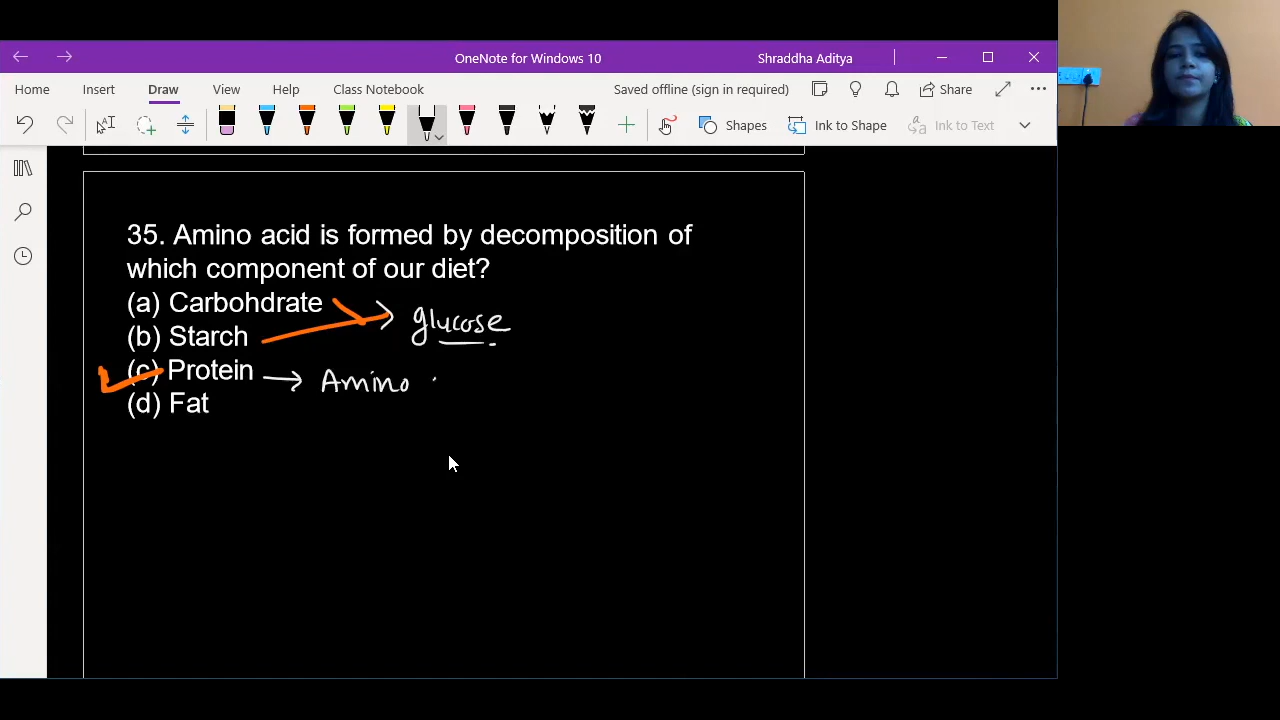 OneNote for Windows 10
Shraddha Aditya
Home Insert Draw View Help Class Notebook
Saved offline (sign in required)
Share
Shapes
Ink to Shape
Ink to Text
35. Amino acid is formed by decomposition of
which component of our diet?
(a) Carbohdrate
glucose
(b) Starch
(c) Protein → Amino
(d) Fat